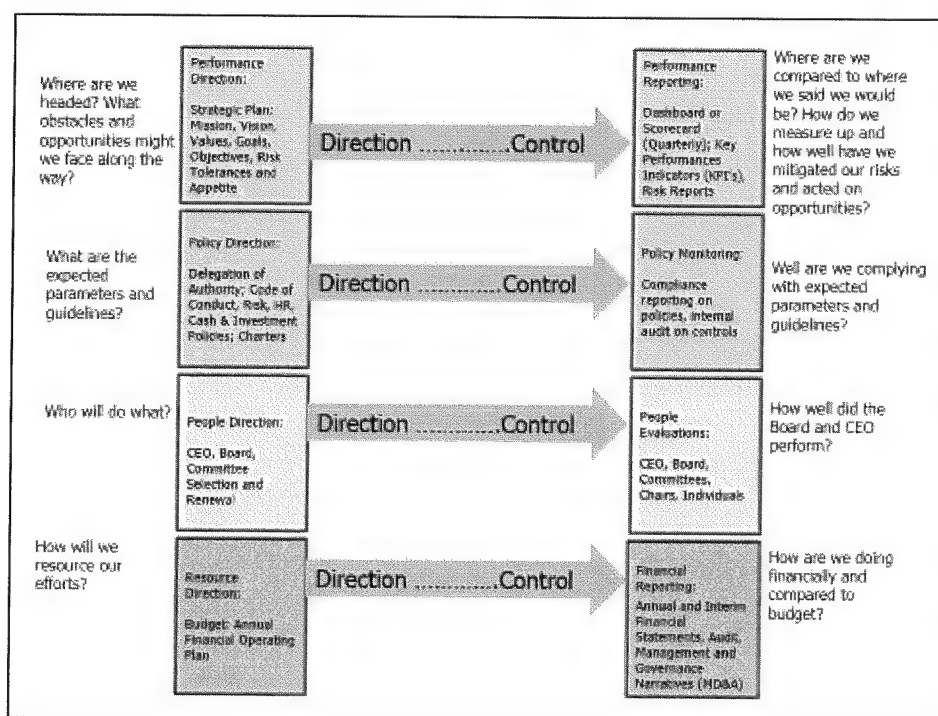 Where are we
headed? What
obstacles and
opportunities might
we face along the
way?
Performance
Direction:
Strategic Plan:
Mission, Vision,
Values, Goals,
Objectives, Risk
Tolerances and
Appetite
Direction .............Control
Performance
Reporting:
Dashboard or
Scorecard
(Quarterly); Key
Performances
Indicators (KPI's),
Risk Reports
Where are we
compared to where
we said we would
be? How do we
measure up and
how well have we
mitigated our risks
and acted on
opportunities?
What are the
expected
parameters and
guidelines?
Policy Direction:
Delegation of
Authority; Code of
Conduct, Risk, HR,
Cash & Investment
Policies; Charters
Direction .............Control
Policy Monitoring:
Compliance
reporting on
policies, internal
audit on controls
Well are we complying
with expected
parameters and
guidelines?
Who will do what?
People Direction:
CEO, Board,
Committee
Selection and
Renewal
Direction .............Control
People
Evaluations:
CEO, Board,
Committees,
Chairs, Individuals
How well did the
Board and CEO
perform?
How will we
resource our
efforts?
Resource
Direction:
Budget: Annual
Financial Operating
Plan
Direction .............Control
Financial
Reporting:
Annual and Interim
Financial
Statements, Audit,
Management and
Governance
Narratives (MD&A)
How are we doing
financially and
compared to
budget?